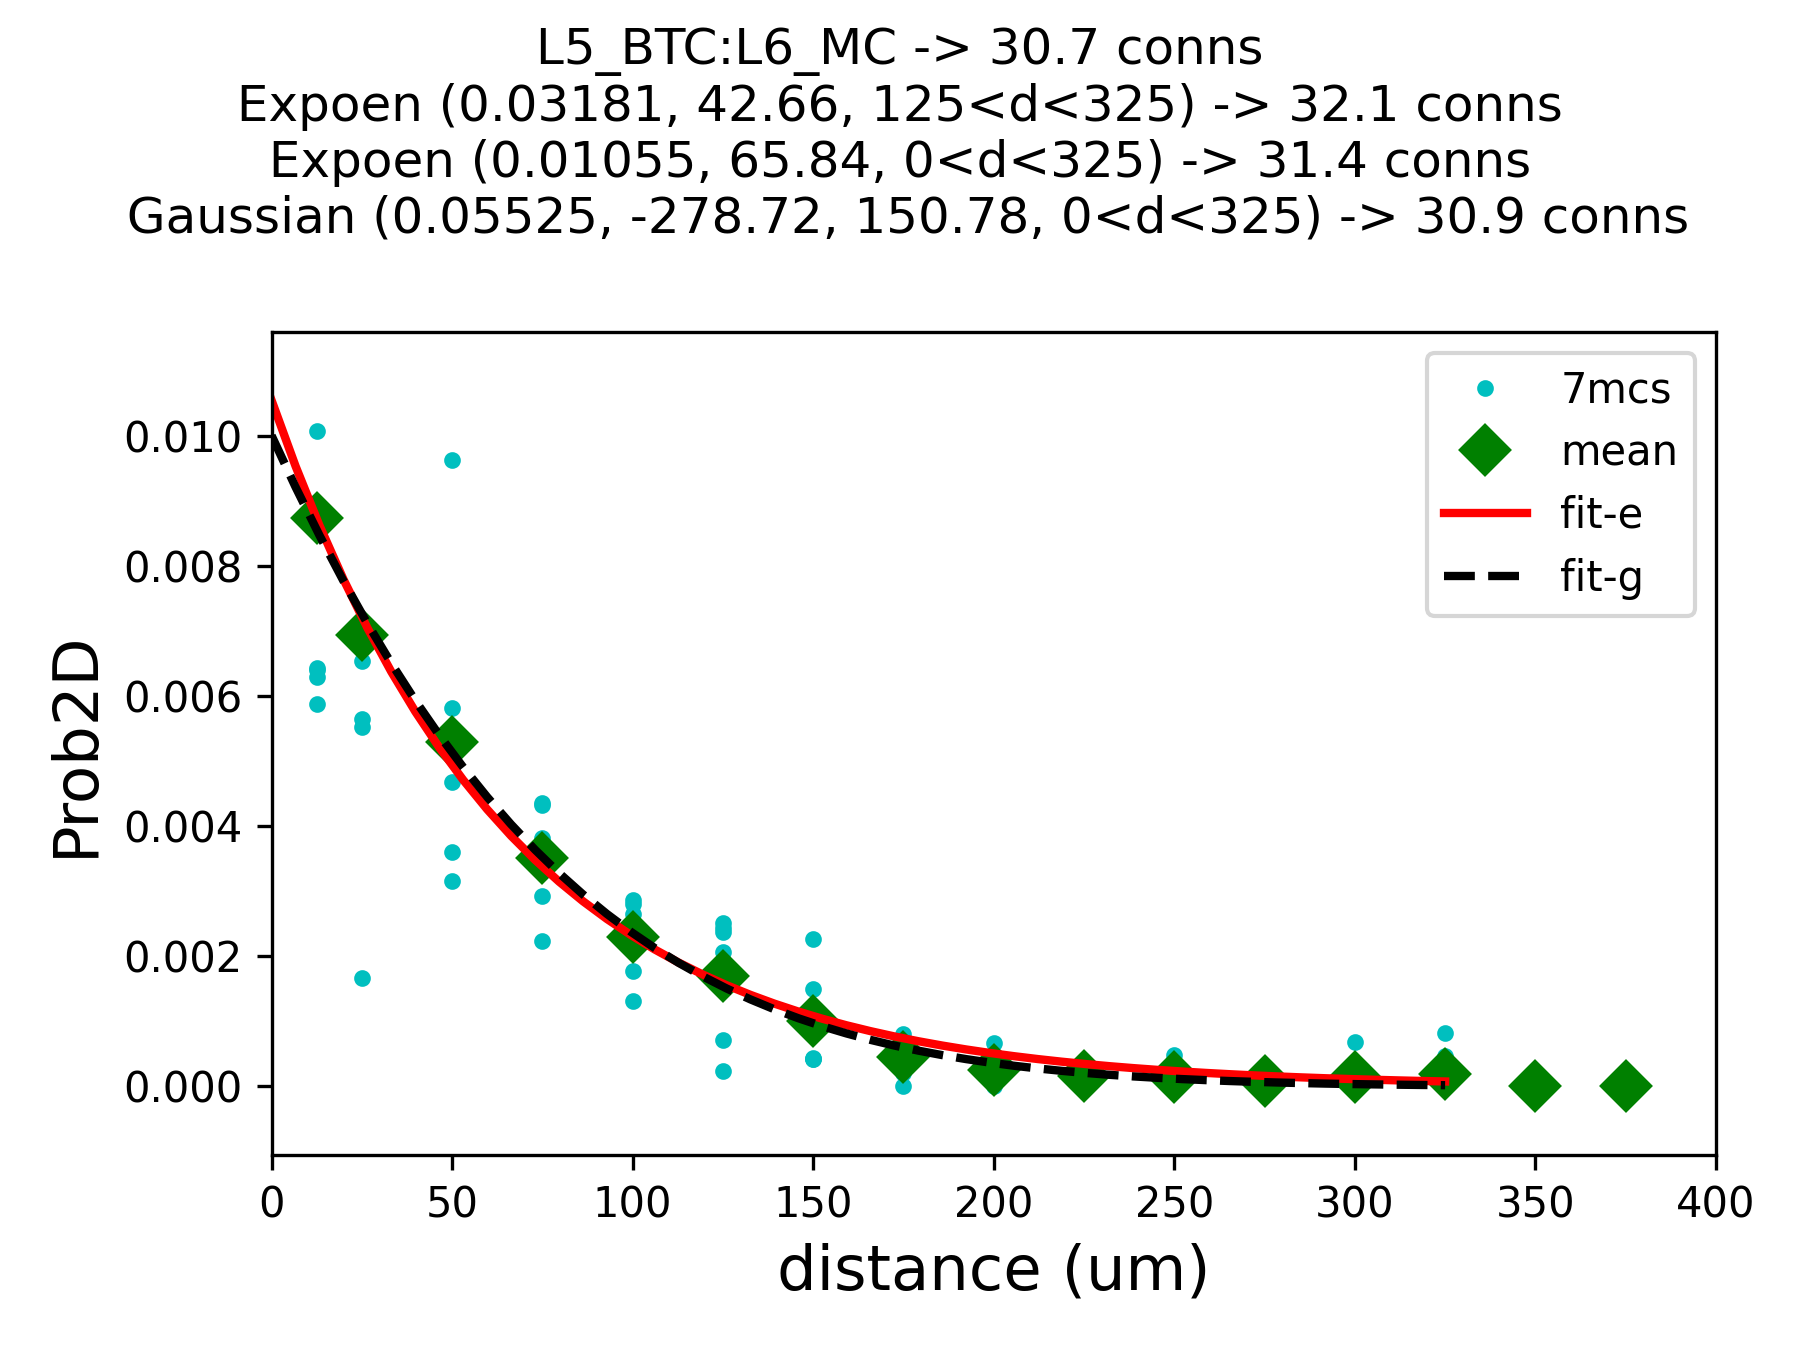 L5_BTC:L6_MC -> 30.7 conns
Expoen (0.03181, 42.66, 125<d<325) -> 32.1 conns
Expoen (0.01055, 65.84, 0<d<325) -> 31.4 conns
Gaussian (0.05525, -278.72, 150.78, 0<d<325) -> 30.9 conns
7mcs
mean
fit-e
fit-g
Prob2D
0.010
0.008
0.006
0.004
0.002
0.000
0 50 100 150 200 250 300 350 400
distance (um)